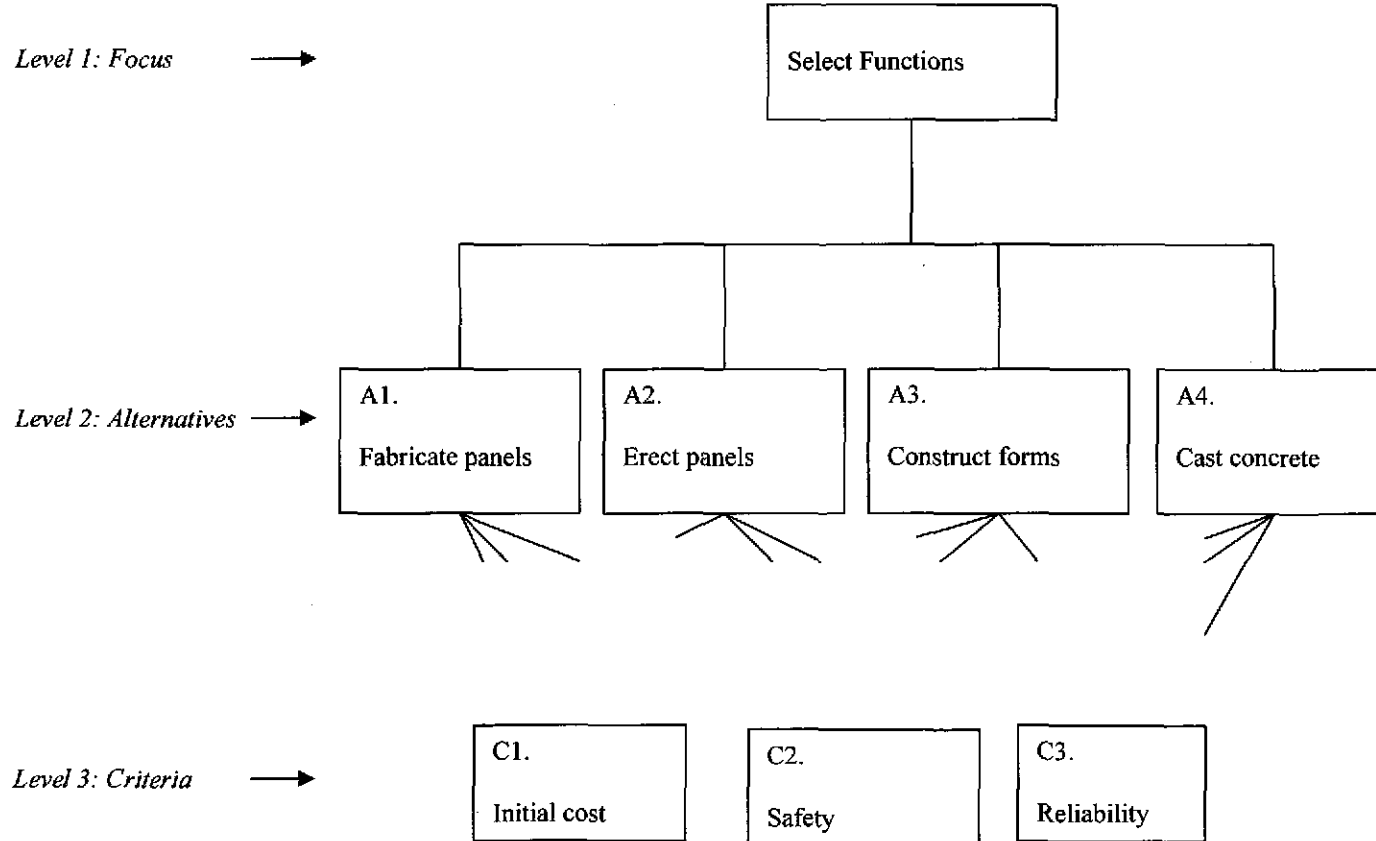 Level 1: Focus
Select Functions
Level 2: Alternatives
A1.
Fabricate panels
A2.
Erect panels
A3.
Construct forms
A4.
Cast concrete
Level 3: Criteria
C1.
Initial cost
C2.
Safety
C3.
Reliability